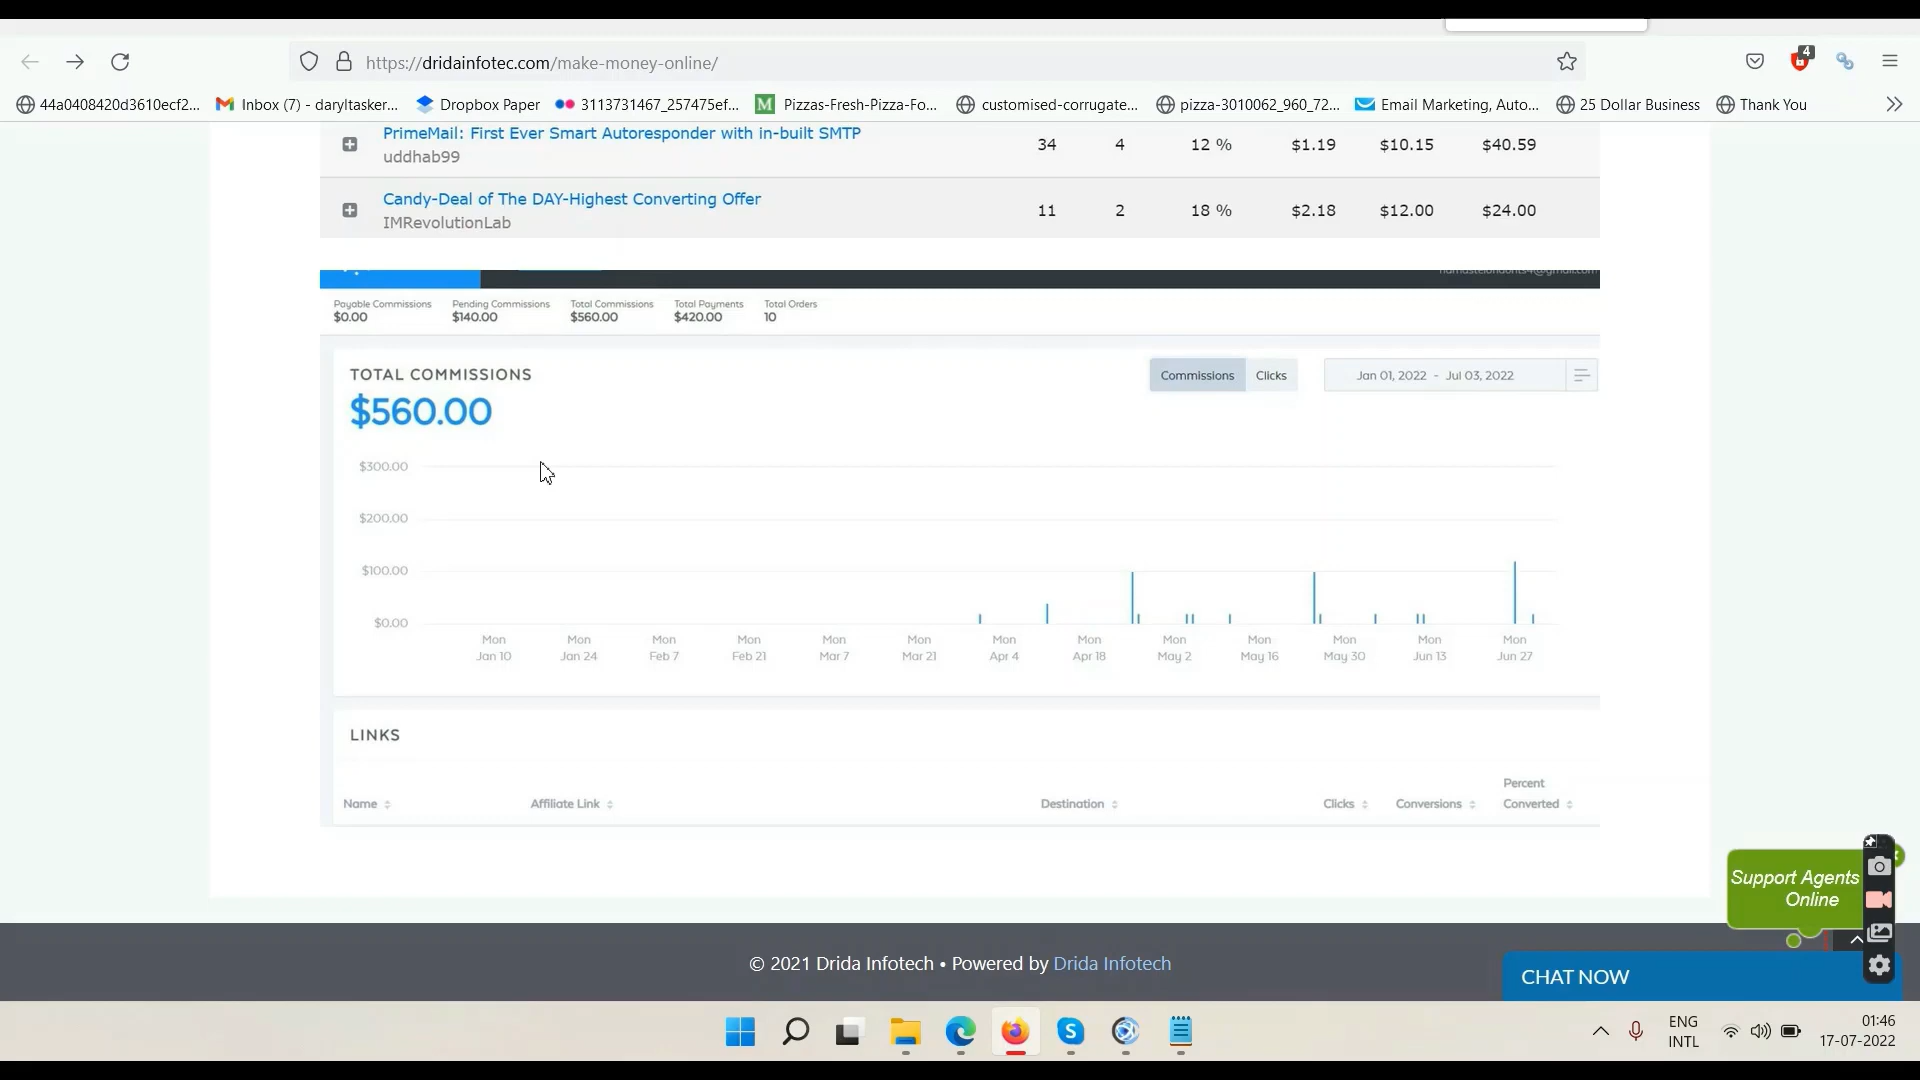 https://dridainfotec.com/make-money-online/
4
44a0408420d3610ecf2...
Inbox (7) - daryltasker...
Dropbox Paper
3113731467_257475ef...
M
Pizzas-Fresh-Pizza-Fo...
customised-corrugate...
pizza-3010062_960_72...
Email Marketing, Auto...
25 Dollar Business
Thank You
PrimeMail: First Ever Smart Autoresponder with in-built SMTP
uddhab99
34 4 12 % $1.19 $10.15 $40.59
Candy-Deal of The DAY-Highest Converting Offer
IMRevolutionLab
11 2 18 % $2.18 $12.00 $24.00
Payable Commissions Pending Commissions Total Commissions Total Payments Total Orders
$0.00 $140.00 $560.00 $420.00 10
TOTAL COMMISSIONS
$560.00
Commissions Clicks
Jan 01, 2022 - Jul 03, 2022
$300.00
$200.00
$100.00
$0.00
Mon Mon Mon Mon Mon Mon Mon Mon Mon Mon Mon Mon Mon
Jan 10 Jan 24 Feb 7 Feb 21 Mar 7 Mar 21 Apr 4 Apr 18 May 2 May 16 May 30 Jun 13 Jun 27
LINKS
Name Affiliate Link Destination Clicks Conversions Percent Converted
Support Agents
Online
© 2021 Drida Infotech • Powered by Drida Infotech
CHAT NOW
S
ENG
INTL
01:46
17-07-2022